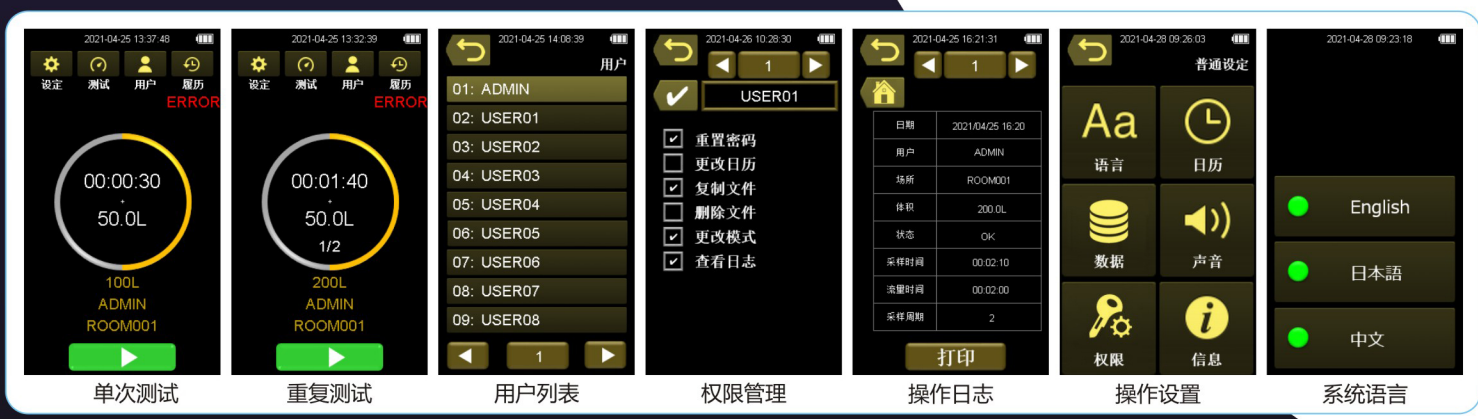 2021-04-25 13:37:48
设定 测试 用户 履历
ERROR
00:00:30
+
50.0L
100L
ADMIN
ROOM001
单次测试
2021-04-25 13:32:39
设定 测试 用户 履历
ERROR
00:01:40
+
50.0L
1/2
200L
ADMIN
ROOM001
重复测试
2021-04-25 14:08:39
用户
01: ADMIN
02: USER01
03: USER02
04: USER03
05: USER04
06: USER05
07: USER06
08: USER07
09: USER08
1
用户列表
2021-04-26 10:28:30
1
USER01
重置密码
更改日历
复制文件
删除文件
更改模式
查看日志
权限管理
2021-04-25 16:21:31
1
日期 2021/04/25 16:20
用户 ADMIN
场所 ROOM001
体积 200.0L
状态 OK
采样时间 00:02:10
流量时间 00:02:00
采样周期 2
打印
操作日志
2021-04-28 09:26:03
普通设定
Aa
语言 日历
数据 声音
i
权限 信息
操作设置
2021-04-28 09:23:18
English
日本語
中文
系统语言